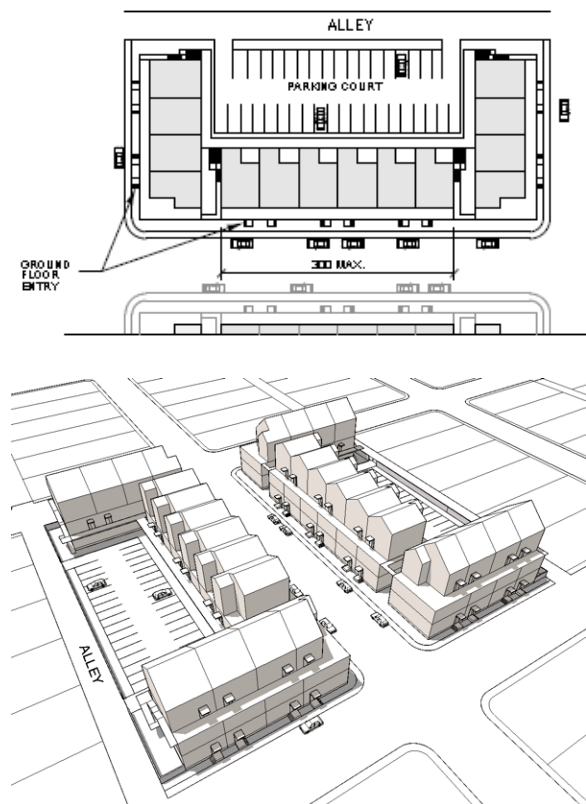 ALLEY
PARKING COURT
GROUND
FLOOR
ENTRY
300 MAX.
ALLEY